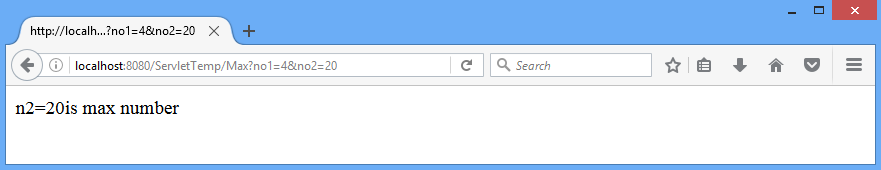 http://localh...?no1=4&no2=20
localhost:8080/ServletTemp/Max?no1=4&no2=20
Search
n2=20is max number